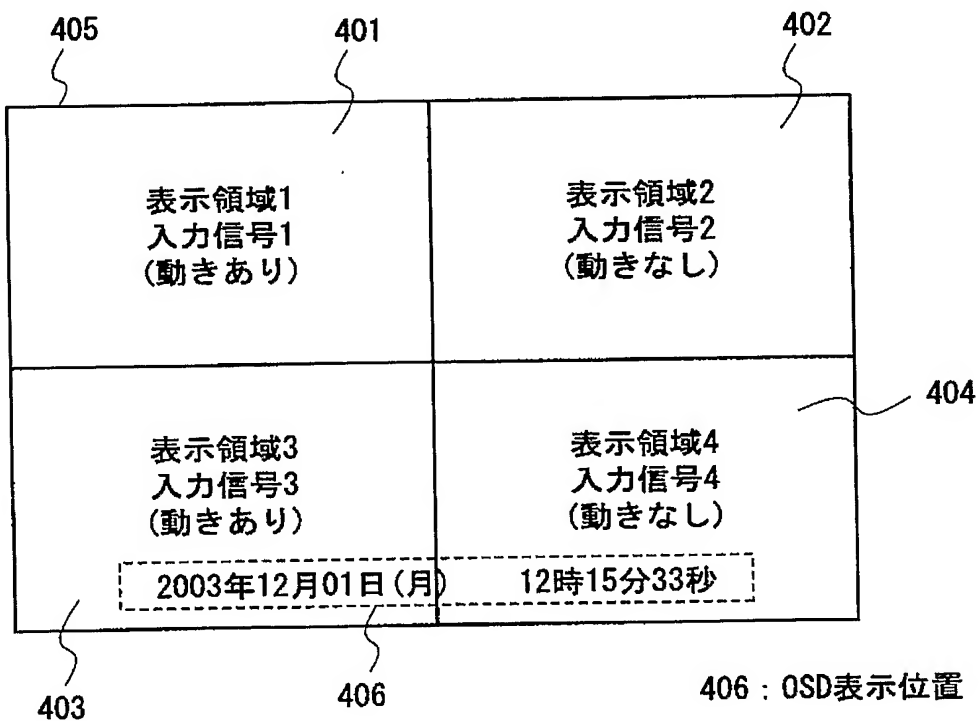 405
401
402
表示領域1
入力信号1
(動きあり)
表示領域2
入力信号2
(動きなし)
404
表示領域3
入力信号3
(動きあり)
表示領域4
入力信号4
(動きなし)
2003年12月01日(月) 12時15分33秒
403
406
406:OSD表示位置